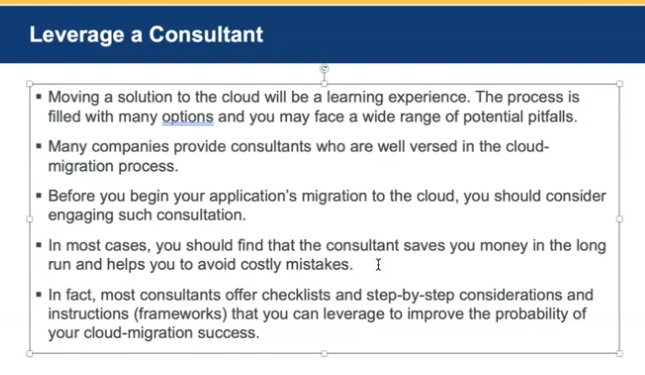 Leverage a Consultant
▪ Moving a solution to the cloud will be a learning experience. The process is
filled with many options and you may face a wide range of potential pitfalls.
▪ Many companies provide consultants who are well versed in the cloud-
migration process.
▪ Before you begin your application's migration to the cloud, you should consider
engaging such consultation.
▪ In most cases, you should find that the consultant saves you money in the long
run and helps you to avoid costly mistakes.
▪ In fact, most consultants offer checklists and step-by-step considerations and
instructions (frameworks) that you can leverage to improve the probability of
your cloud-migration success.